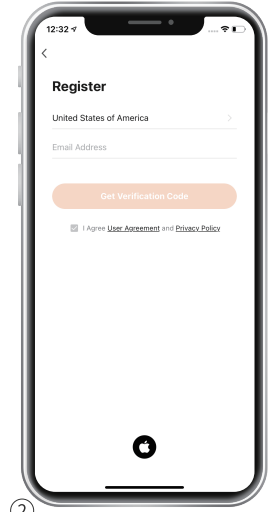 12:32
Register
United States of America
Email Address
Get Verification Code
I Agree User Agreement and Privacy Policy
2